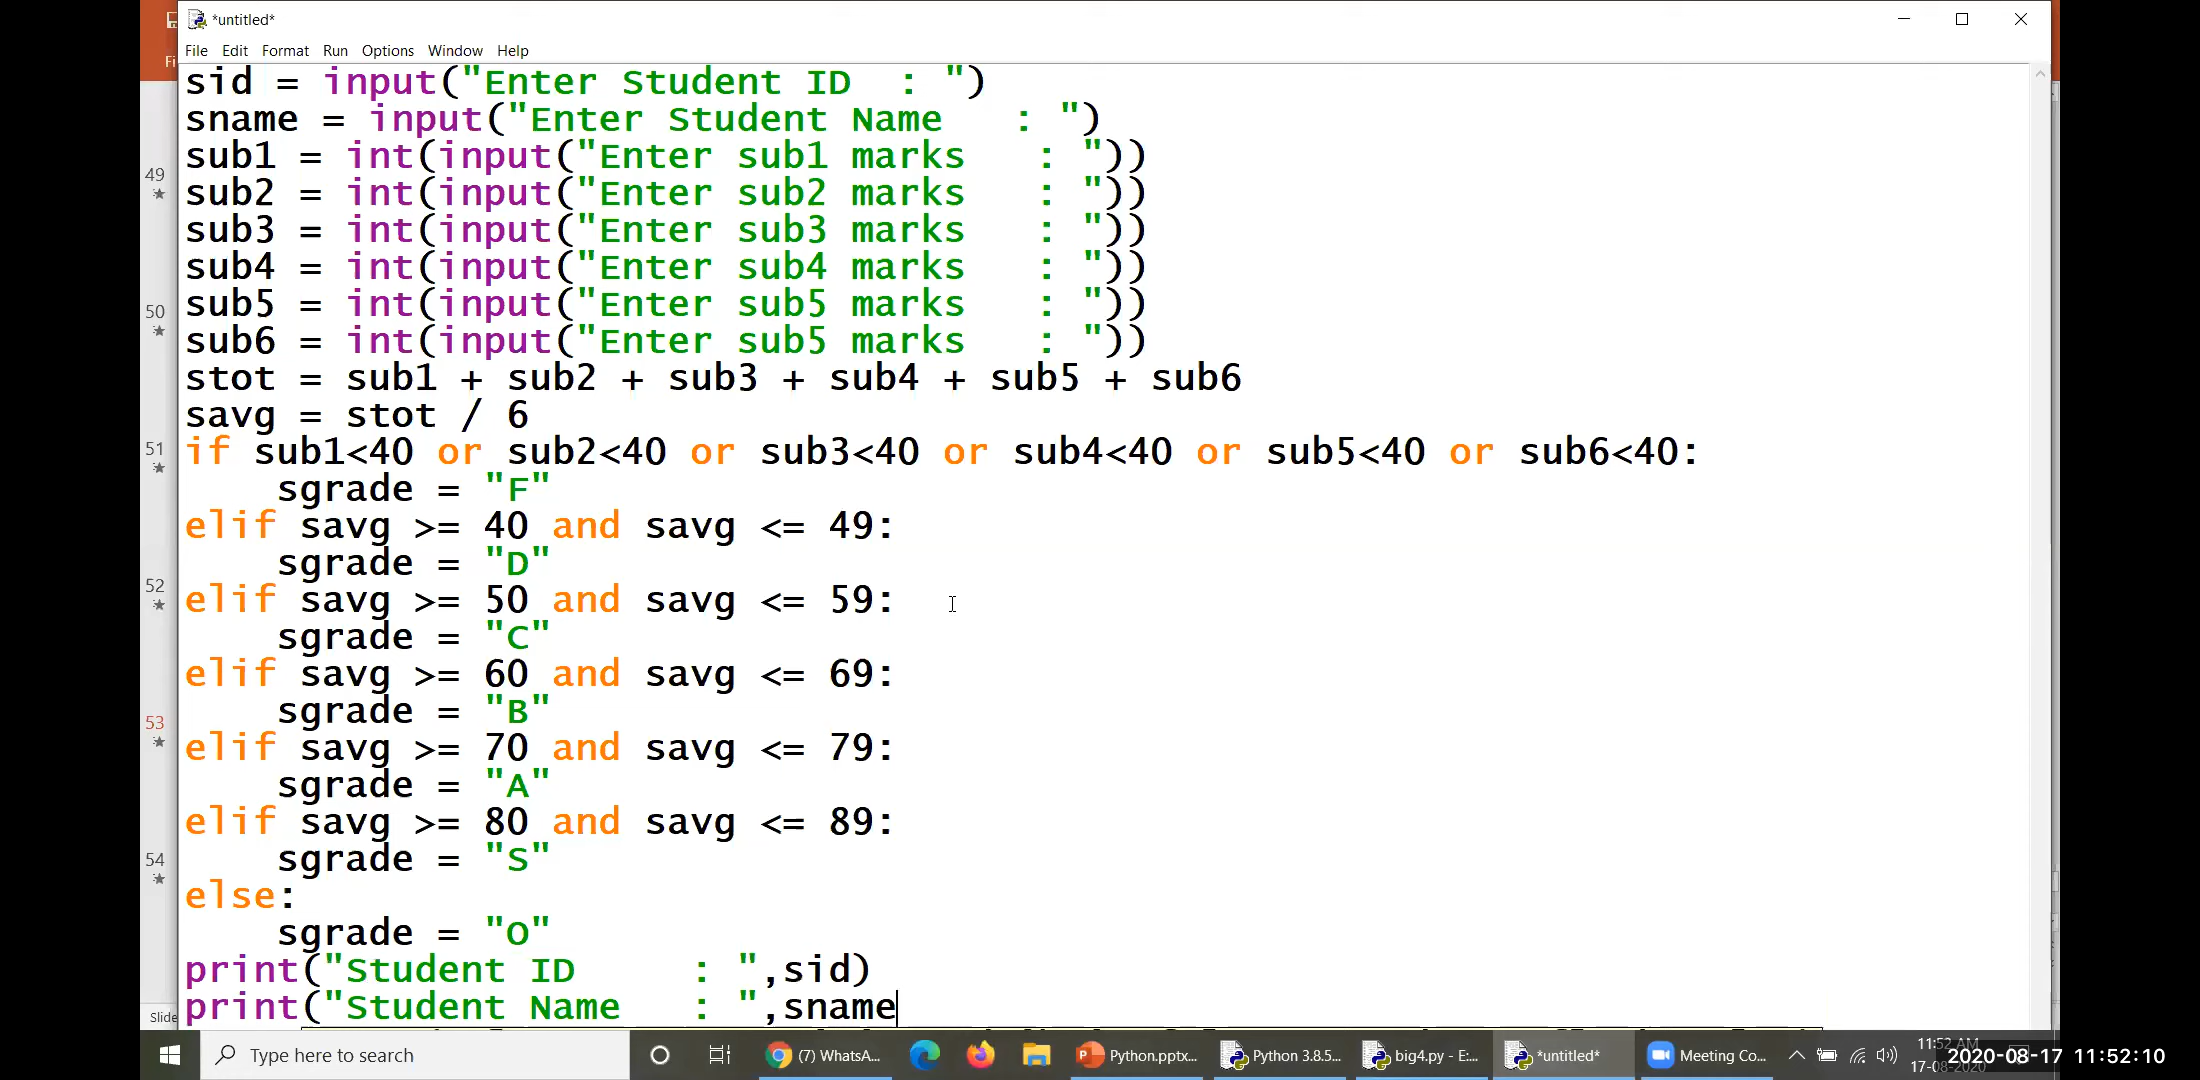 *untitled*
File Edit Format Run Options Window Help
sid = input("Enter Student ID  : ")
sname = input("Enter Student Name   : ")
sub1 = int(input("Enter sub1 marks   : "))
sub2 = int(input("Enter sub2 marks   : "))
sub3 = int(input("Enter sub3 marks   : "))
sub4 = int(input("Enter sub4 marks   : "))
sub5 = int(input("Enter sub5 marks   : "))
sub6 = int(input("Enter sub5 marks   : "))
stot = sub1 + sub2 + sub3 + sub4 + sub5 + sub6
savg = stot / 6
if sub1<40 or sub2<40 or sub3<40 or sub4<40 or sub5<40 or sub6<40:
    sgrade = "F"
elif savg >= 40 and savg <= 49:
    sgrade = "D"
elif savg >= 50 and savg <= 59:
    sgrade = "C"
elif savg >= 60 and savg <= 69:
    sgrade = "B"
elif savg >= 70 and savg <= 79:
    sgrade = "A"
elif savg >= 80 and savg <= 89:
    sgrade = "S"
else:
    sgrade = "O"
print("Student ID     : ",sid)
print("Student Name   : ",sname
Fi
49
50
51
52
53
54
Slide
Type here to search
(7) WhatsA...
Python.pptx...
Python 3.8.5...
big4.py - E:...
*untitled*
Meeting Co...
11:52 AM
17-08-2020
2020-08-17 11:52:10